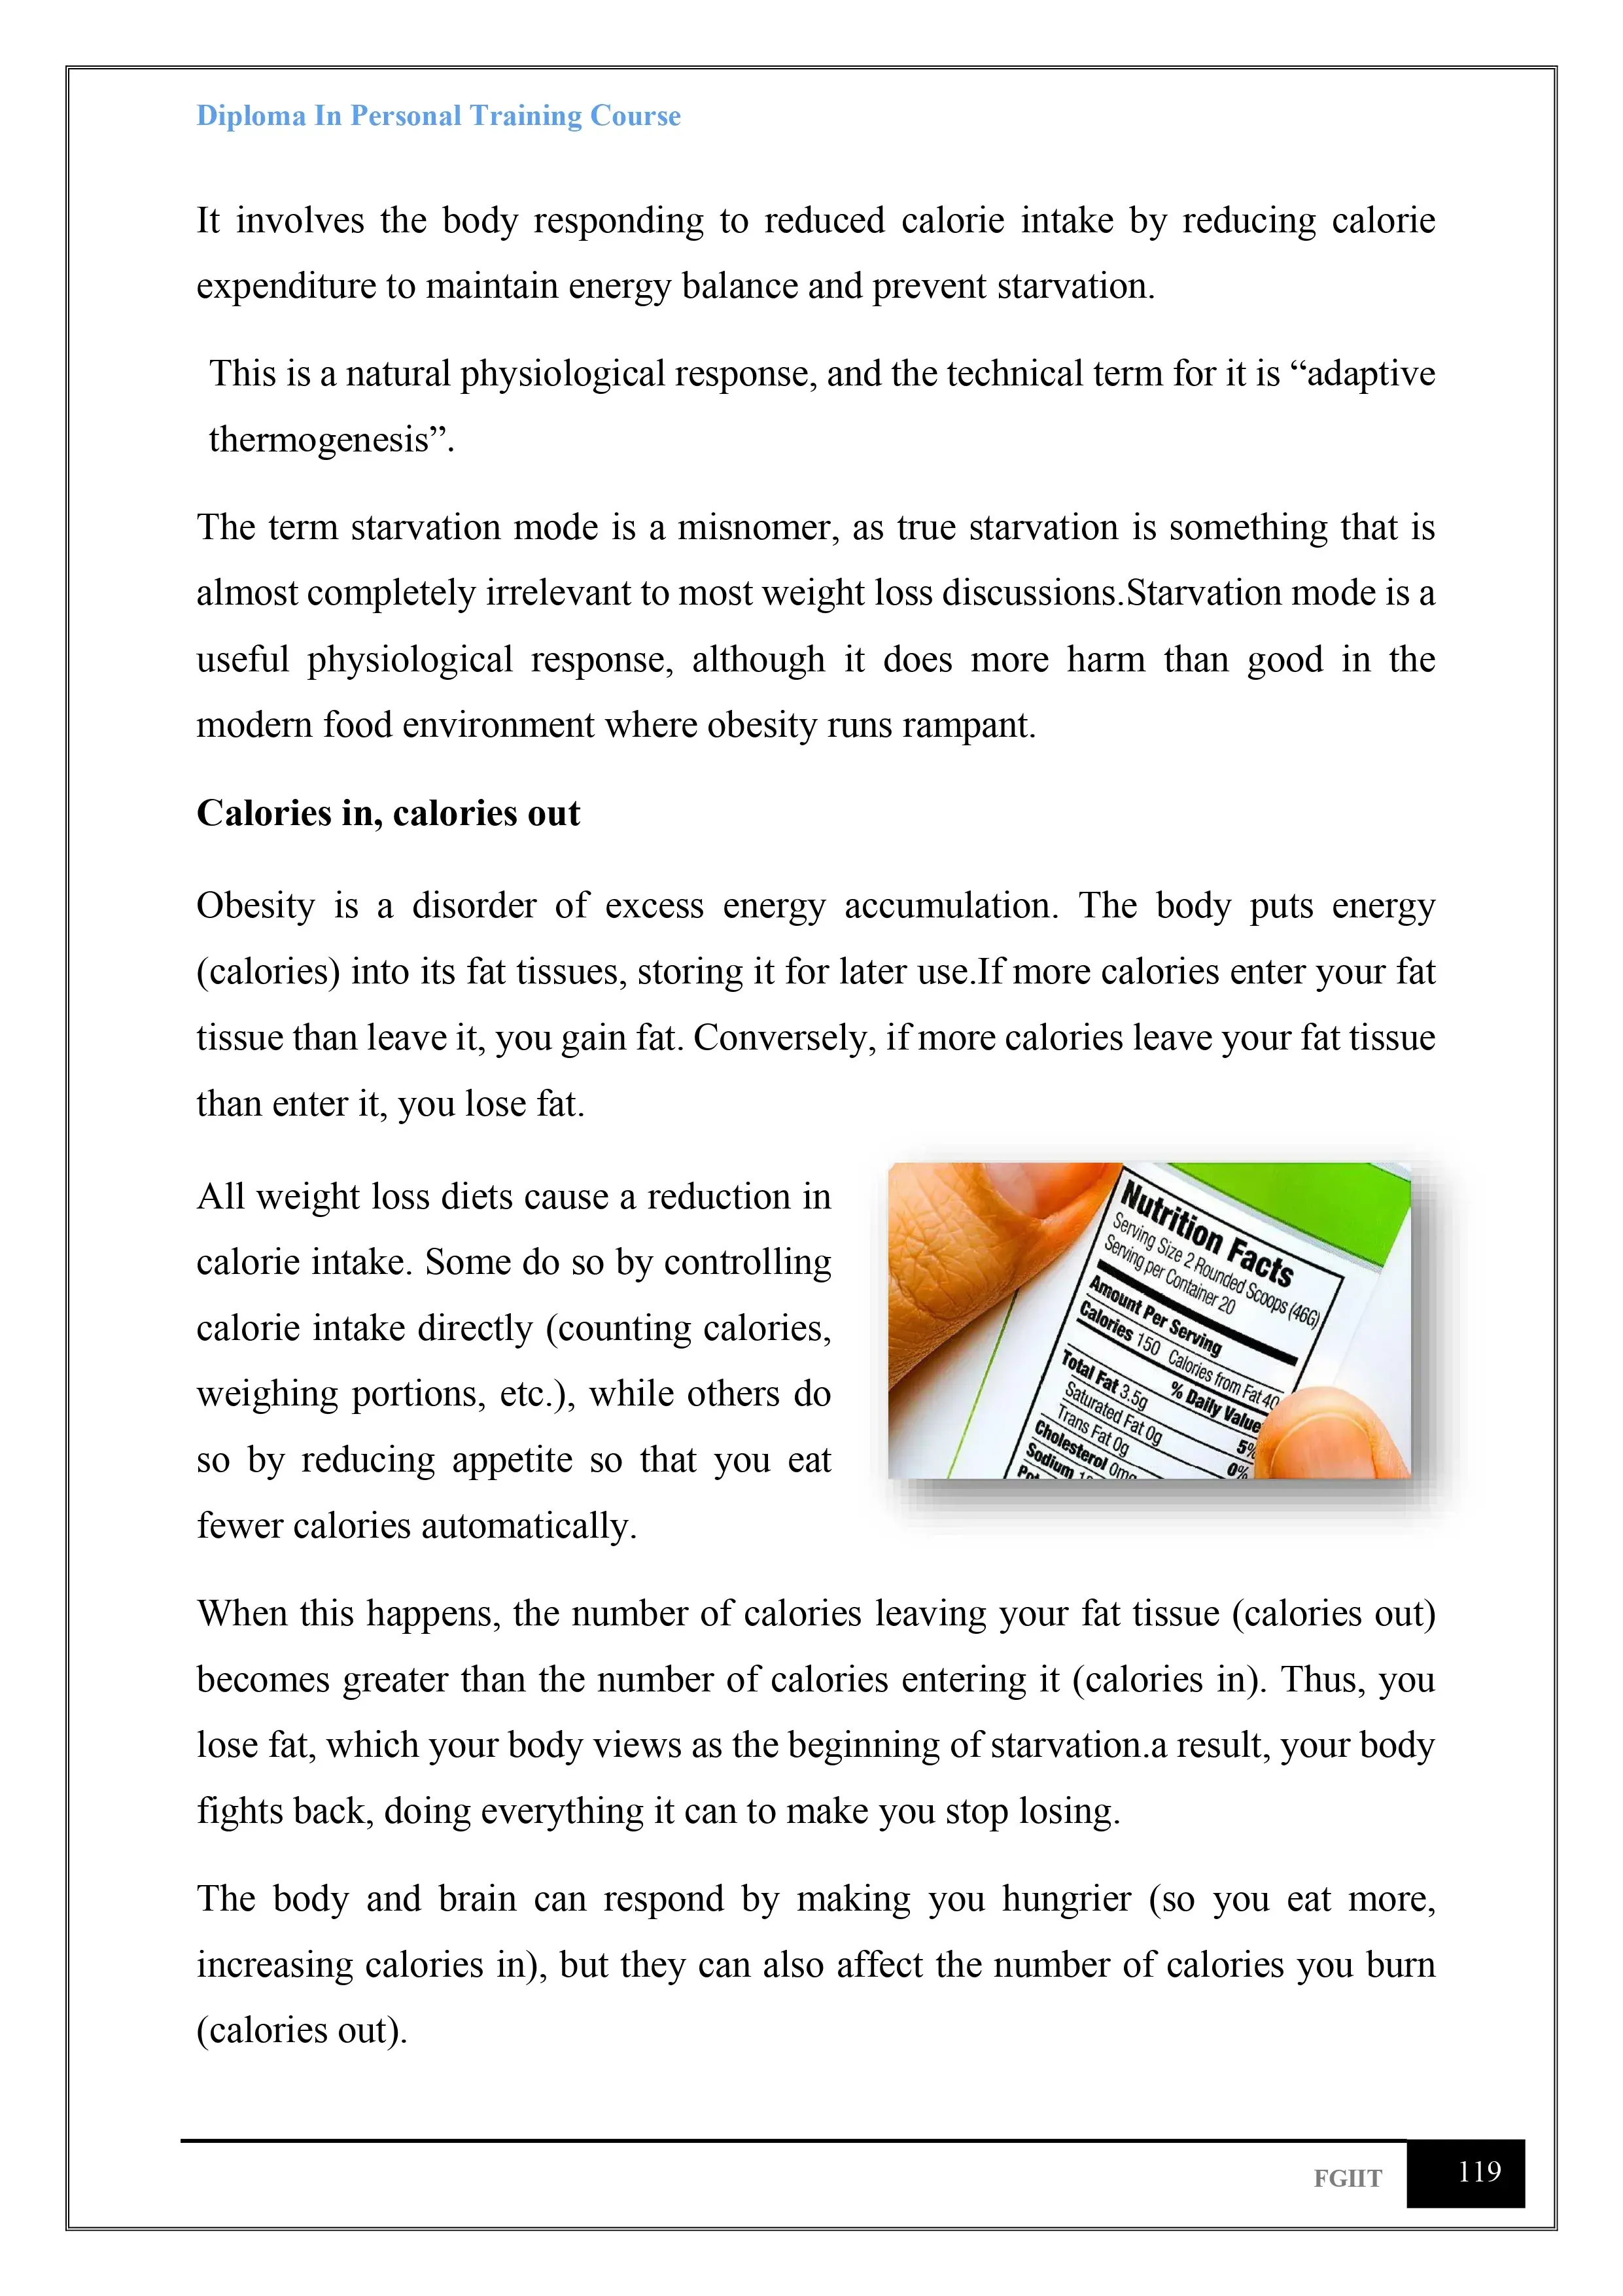 Diploma In Personal Training Course
It involves the body responding to reduced calorie intake by reducing calorie
expenditure to maintain energy balance and prevent starvation.
This is a natural physiological response, and the technical term for it is “adaptive
thermogenesis”.
The term starvation mode is a misnomer, as true starvation is something that is
almost completely irrelevant to most weight loss discussions.Starvation mode is a
useful physiological response, although it does more harm than good in the
modern food environment where obesity runs rampant.
Calories in, calories out
Obesity is a disorder of excess energy accumulation. The body puts energy
(calories) into its fat tissues, storing it for later use.If more calories enter your fat
tissue than leave it, you gain fat. Conversely, if more calories leave your fat tissue
than enter it, you lose fat.
All weight loss diets cause a reduction in
calorie intake. Some do so by controlling
calorie intake directly (counting calories,
weighing portions, etc.), while others do
so by reducing appetite so that you eat
fewer calories automatically.
Nutrition Facts
Serving Size 2 Rounded Scoops (46G)
Serving per Container 20
Amount Per Serving
Calories 150 Calories from Fat 40
% Daily Value
Total Fat 3.5g 5%
Saturated Fat 0g 0%
Trans Fat 0g
Cholesterol 0mg
Sodium
When this happens, the number of calories leaving your fat tissue (calories out)
becomes greater than the number of calories entering it (calories in). Thus, you
lose fat, which your body views as the beginning of starvation.a result, your body
fights back, doing everything it can to make you stop losing.
The body and brain can respond by making you hungrier (so you eat more,
increasing calories in), but they can also affect the number of calories you burn
(calories out).
FGIIT 119